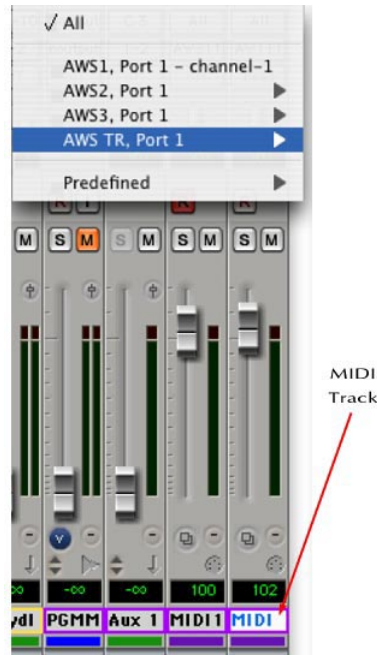 ✓ All
AWS1, Port 1 – channel-1
AWS2, Port 1
AWS3, Port 1
AWS TR, Port 1
Predefined
M S M S M S M S M
MIDI
Track
-∞ -∞ 100 102
PGMM Aux 1 MIDI 1 MIDI